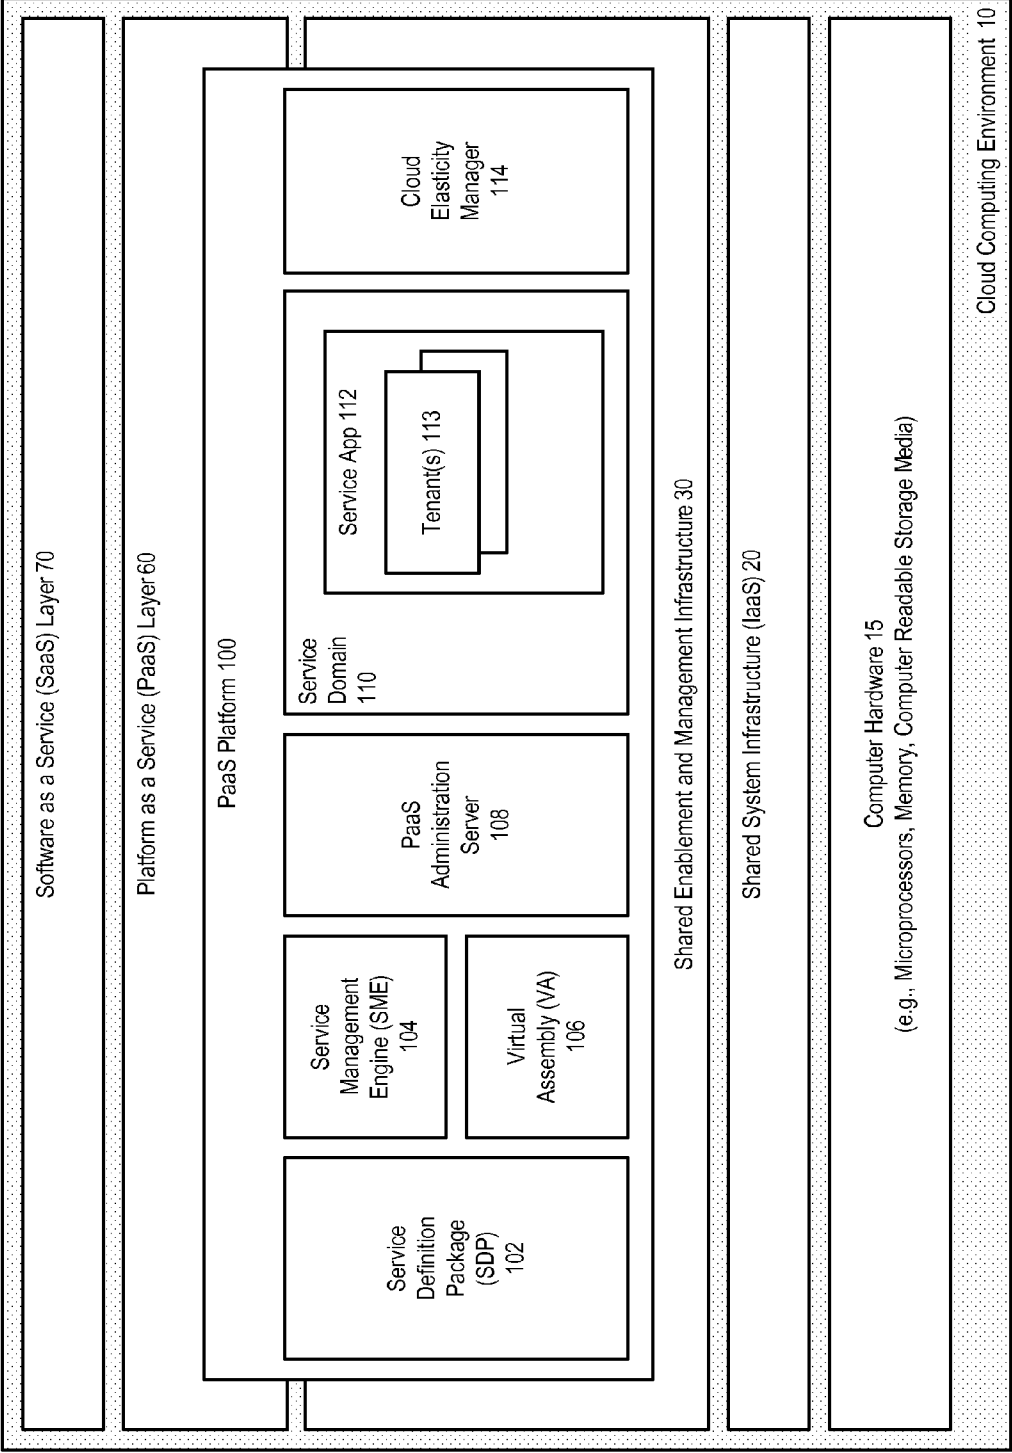 Software as a Service (SaaS) Layer 70
Platform as a Service (PaaS) Layer 60
PaaS Platform 100
Service
Definition
Package
(SDP)
102
Service
Management
Engine (SME)
104
Virtual
Assembly (VA)
106
PaaS
Administration
Server
108
Service
Domain
110
Service App 112
Tenant(s) 113
Cloud
Elasticity
Manager
114
Shared Enablement and Management Infrastructure 30
Shared System Infrastructure (IaaS) 20
Computer Hardware 15
(e.g., Microprocessors, Memory, Computer Readable Storage Media)
Cloud Computing Environment 10